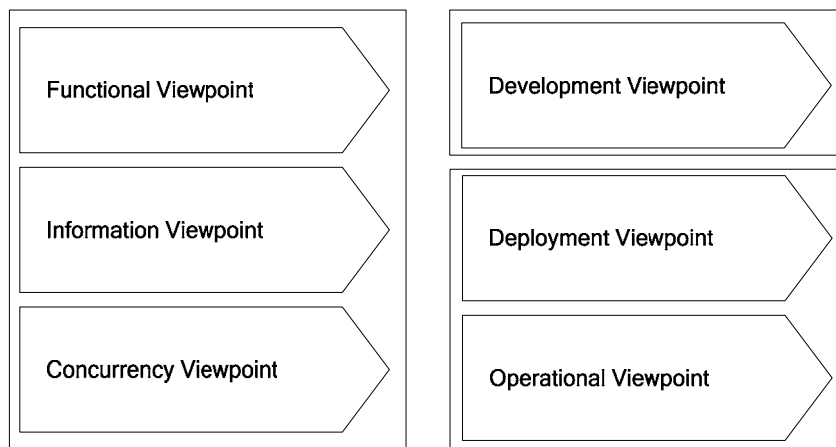 Functional Viewpoint
Information Viewpoint
Concurrency Viewpoint
Development Viewpoint
Deployment Viewpoint
Operational Viewpoint